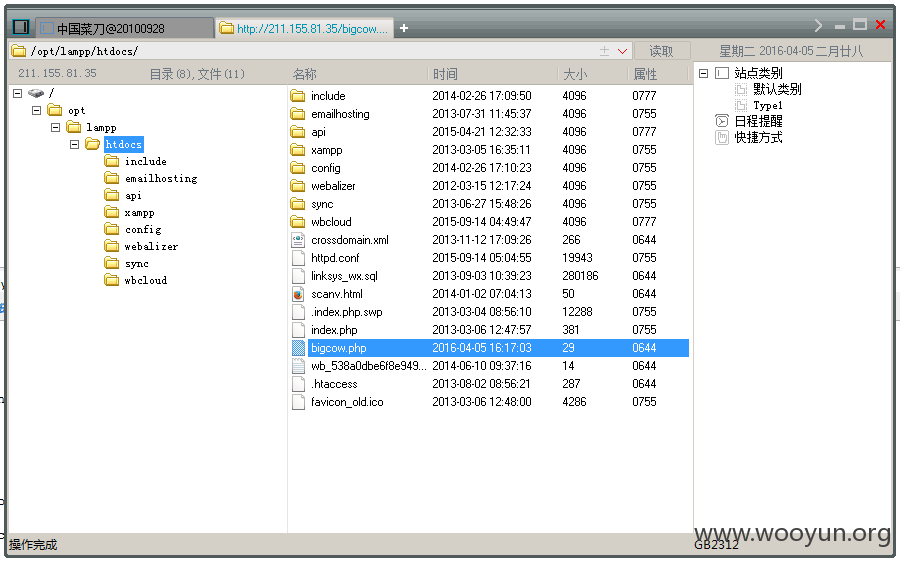 中国菜刀@20100928 http://211.155.81.35/bigcow....
/opt/lampp/htdocs/ 读取 星期二 2016-04-05 二月廿八
211.155.81.35 目录(8),文件(11) 名称 时间 大小 属性
/
opt
lampp
htdocs
include
emailhosting
api
xampp
config
webalizer
sync
wbcloud
include 2014-02-26 17:09:50 4096 0777
emailhosting 2013-07-31 11:45:37 4096 0755
api 2015-04-21 12:32:33 4096 0777
xampp 2013-03-05 16:35:11 4096 0755
config 2014-02-26 17:10:23 4096 0755
webalizer 2012-03-15 12:17:24 4096 0755
sync 2013-06-27 15:48:26 4096 0755
wbcloud 2015-09-14 04:49:47 4096 0777
crossdomain.xml 2013-11-12 17:09:26 266 0644
httpd.conf 2015-09-14 05:04:55 19943 0755
linksys_wx.sql 2013-09-03 10:39:23 280186 0644
scanv.html 2014-01-02 07:04:13 50 0644
.index.php.swp 2013-03-04 08:56:10 12288 0755
index.php 2013-03-06 12:47:57 381 0755
bigcow.php 2016-04-05 16:17:03 29 0644
wb_538a0dbe6f8e949... 2014-06-10 09:37:16 14 0644
.htaccess 2013-08-02 08:56:21 287 0644
favicon_old.ico 2013-03-06 12:48:00 4286 0755
站点类别
默认类别
Type1
日程提醒
快捷方式
www.wooyun.org
操作完成 GB2312